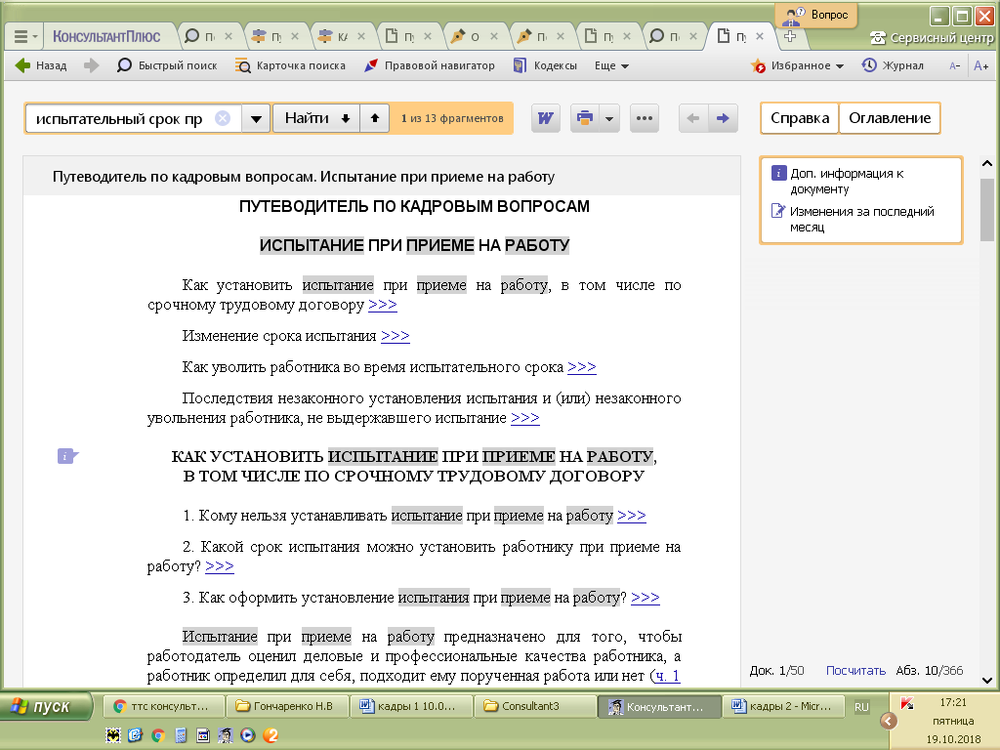 Вопрос
КонсультантПлюс
П
Пу
КА
Пу
О
П
Пу
П
Пу
Сервисный центр
Назад
Быстрый поиск
Карточка поиска
Правовой навигатор
Кодексы
Еще
Избранное
Журнал
A-
A+
испытательный срок пр
Найти
1 из 13 фрагментов
W
Справка
Оглавление
Путеводитель по кадровым вопросам. Испытание при приеме на работу
Доп. информация к
документу
Изменения за последний
месяц
ПУТЕВОДИТЕЛЬ ПО КАДРОВЫМ ВОПРОСАМ
ИСПЫТАНИЕ ПРИ ПРИЕМЕ НА РАБОТУ
Как установить испытание при приеме на работу, в том числе по
срочному трудовому договору >>>
Изменение срока испытания >>>
Как уволить работника во время испытательного срока >>>
Последствия незаконного установления испытания и (или) незаконного
увольнения работника, не выдержавшего испытание >>>
КАК УСТАНОВИТЬ ИСПЫТАНИЕ ПРИ ПРИЕМЕ НА РАБОТУ,
В ТОМ ЧИСЛЕ ПО СРОЧНОМУ ТРУДОВОМУ ДОГОВОРУ
1. Кому нельзя устанавливать испытание при приеме на работу >>>
2. Какой срок испытания можно установить работнику при приеме на
работу? >>>
3. Как оформить установление испытания при приеме на работу? >>>
Испытание при приеме на работу предназначено для того, чтобы
работодатель оценил деловые и профессиональные качества работника, а
работник определил для себя, подходит ему порученная работа или нет (ч. 1
Док. 1/50
Посчитать
Абз. 10/366
пуск
ттс консульт...
Гончаренко Н.В
кадры 1 10.0...
Consultant3
Консультант...
кадры 2 - Micr...
RU
17:21
пятница
19.10.2018